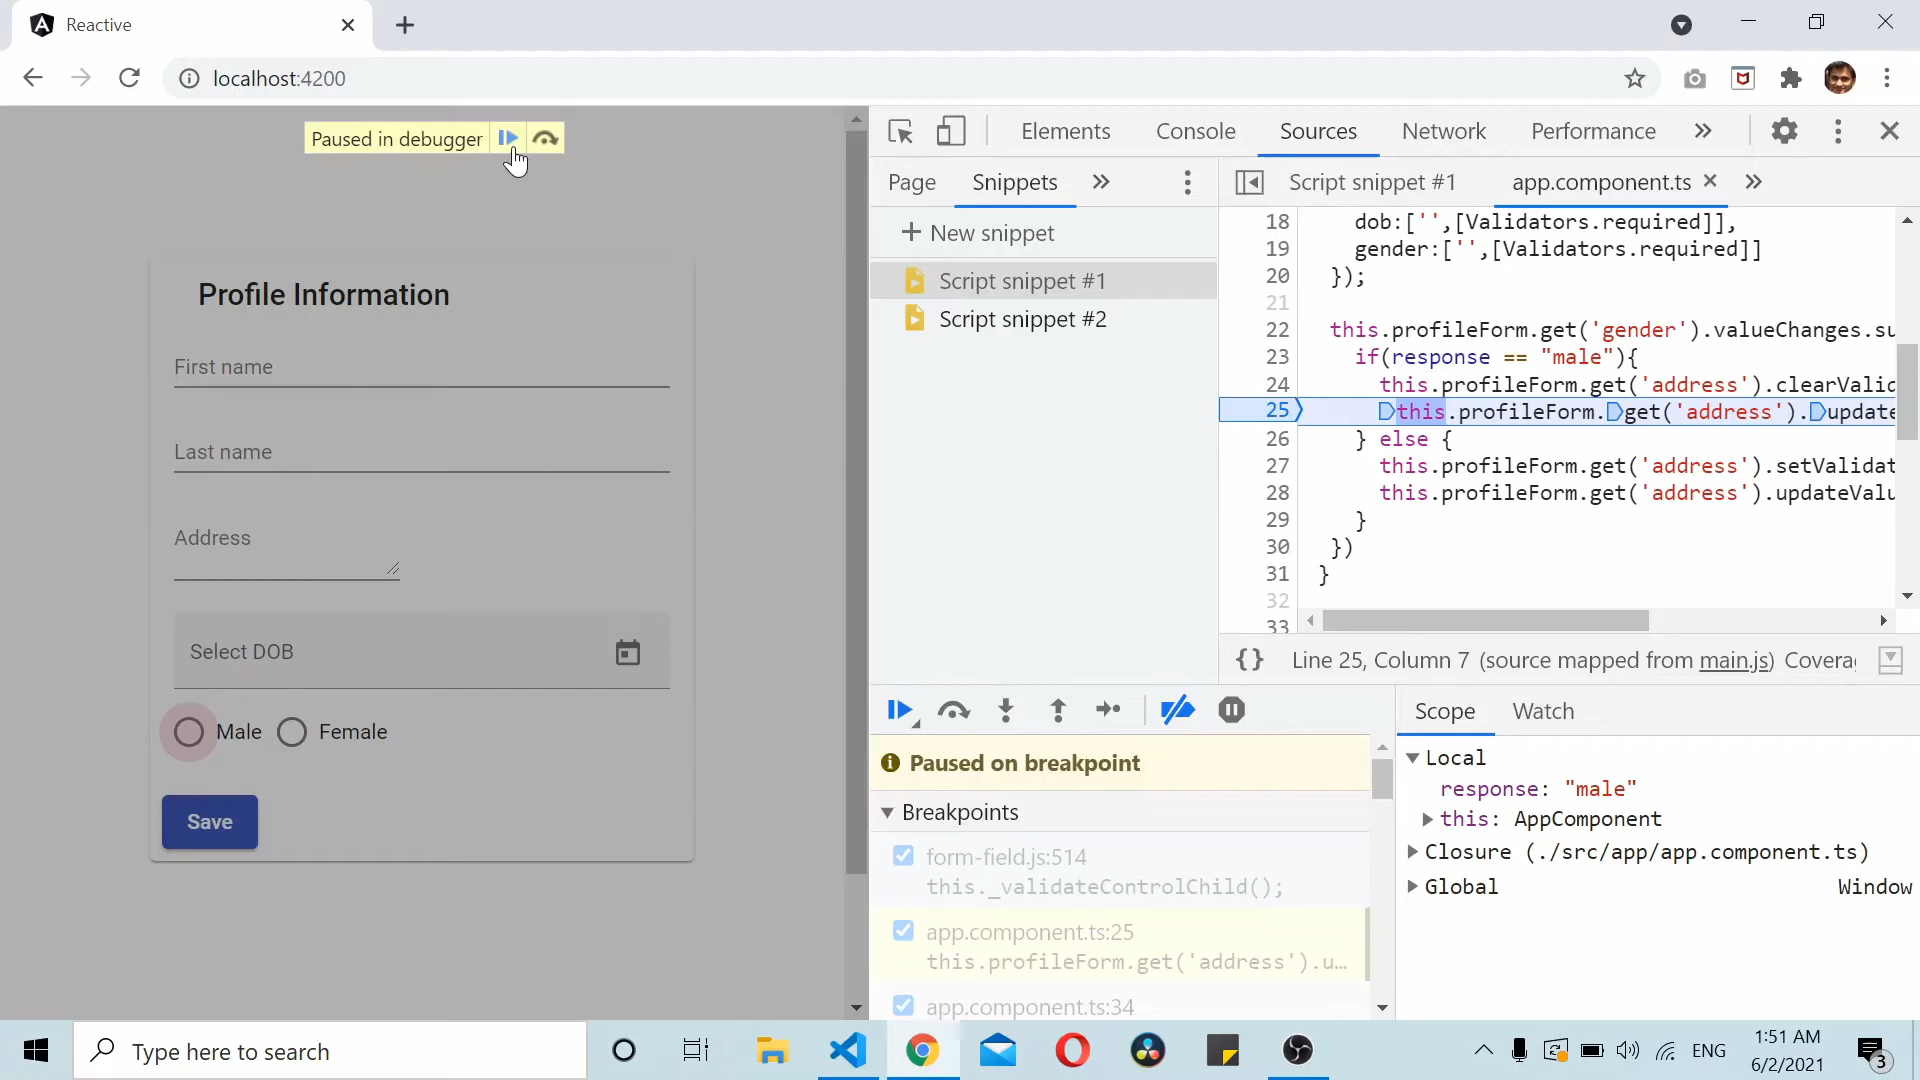 Reactive
localhost:4200
Paused in debugger
Profile Information
First name
Last name
Address
Select DOB
Male
Female
Save
Elements
Console
Sources
Network
Performance
Page
Snippets
Script snippet #1
app.component.ts
New snippet
Script snippet #1
Script snippet #2
18 dob:['',[Validators.required]],
19 gender:['',[Validators.required]]
20 });
21
22 this.profileForm.get('gender').valueChanges.su
23 if(response == "male"){
24 this.profileForm.get('address').clearValid
25 this.profileForm.get('address').update
26 } else {
27 this.profileForm.get('address').setValidat
28 this.profileForm.get('address').updateValu
29 }
30 })
31 }
32
33
{} Line 25, Column 7 (source mapped from main.js) Covera
Paused on breakpoint
Breakpoints
form-field.js:514
this._validateControlChild();
app.component.ts:25
this.profileForm.get('address').u…
app.component.ts:34
Scope
Watch
Local
response: "male"
this: AppComponent
Closure (./src/app/app.component.ts)
Global Window
Type here to search
ENG
1:51 AM
6/2/2021
3